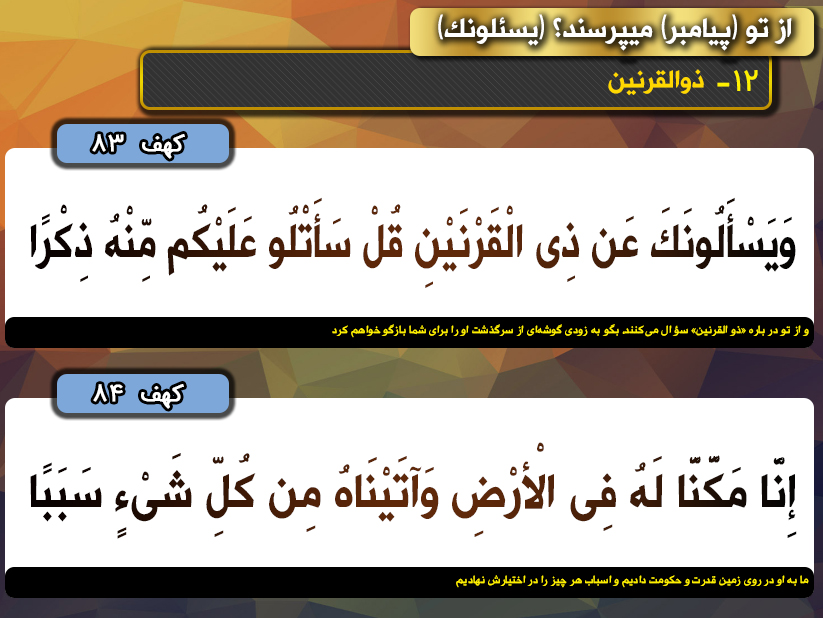 از تو (پیامبر) میپرسند؟ (یسئلونك)
۱۲- ذوالقرنین
کهف ۸۳
وَيَسْأَلُونَكَ عَن ذِى الْقَرْنَيْنِ قُلْ سَأَتْلُو عَلَيْكُم مِّنْهُ ذِكْرًا
و از تو در باره «ذو القرنین» سؤال می‌کنند. بگو به زودی گوشه‌ای از سرگذشت او را برای شما بازگو خواهم کرد
کهف ۸۴
إِنَّا مَكَّنَّا لَهُ فِى الْأَرْضِ وَآتَيْنَاهُ مِن كُلِّ شَىْءٍ سَبَبًا
ما به او در روی زمین قدرت و حکومت دادیم و اسباب هر چیز را در اختیارش نهادیم